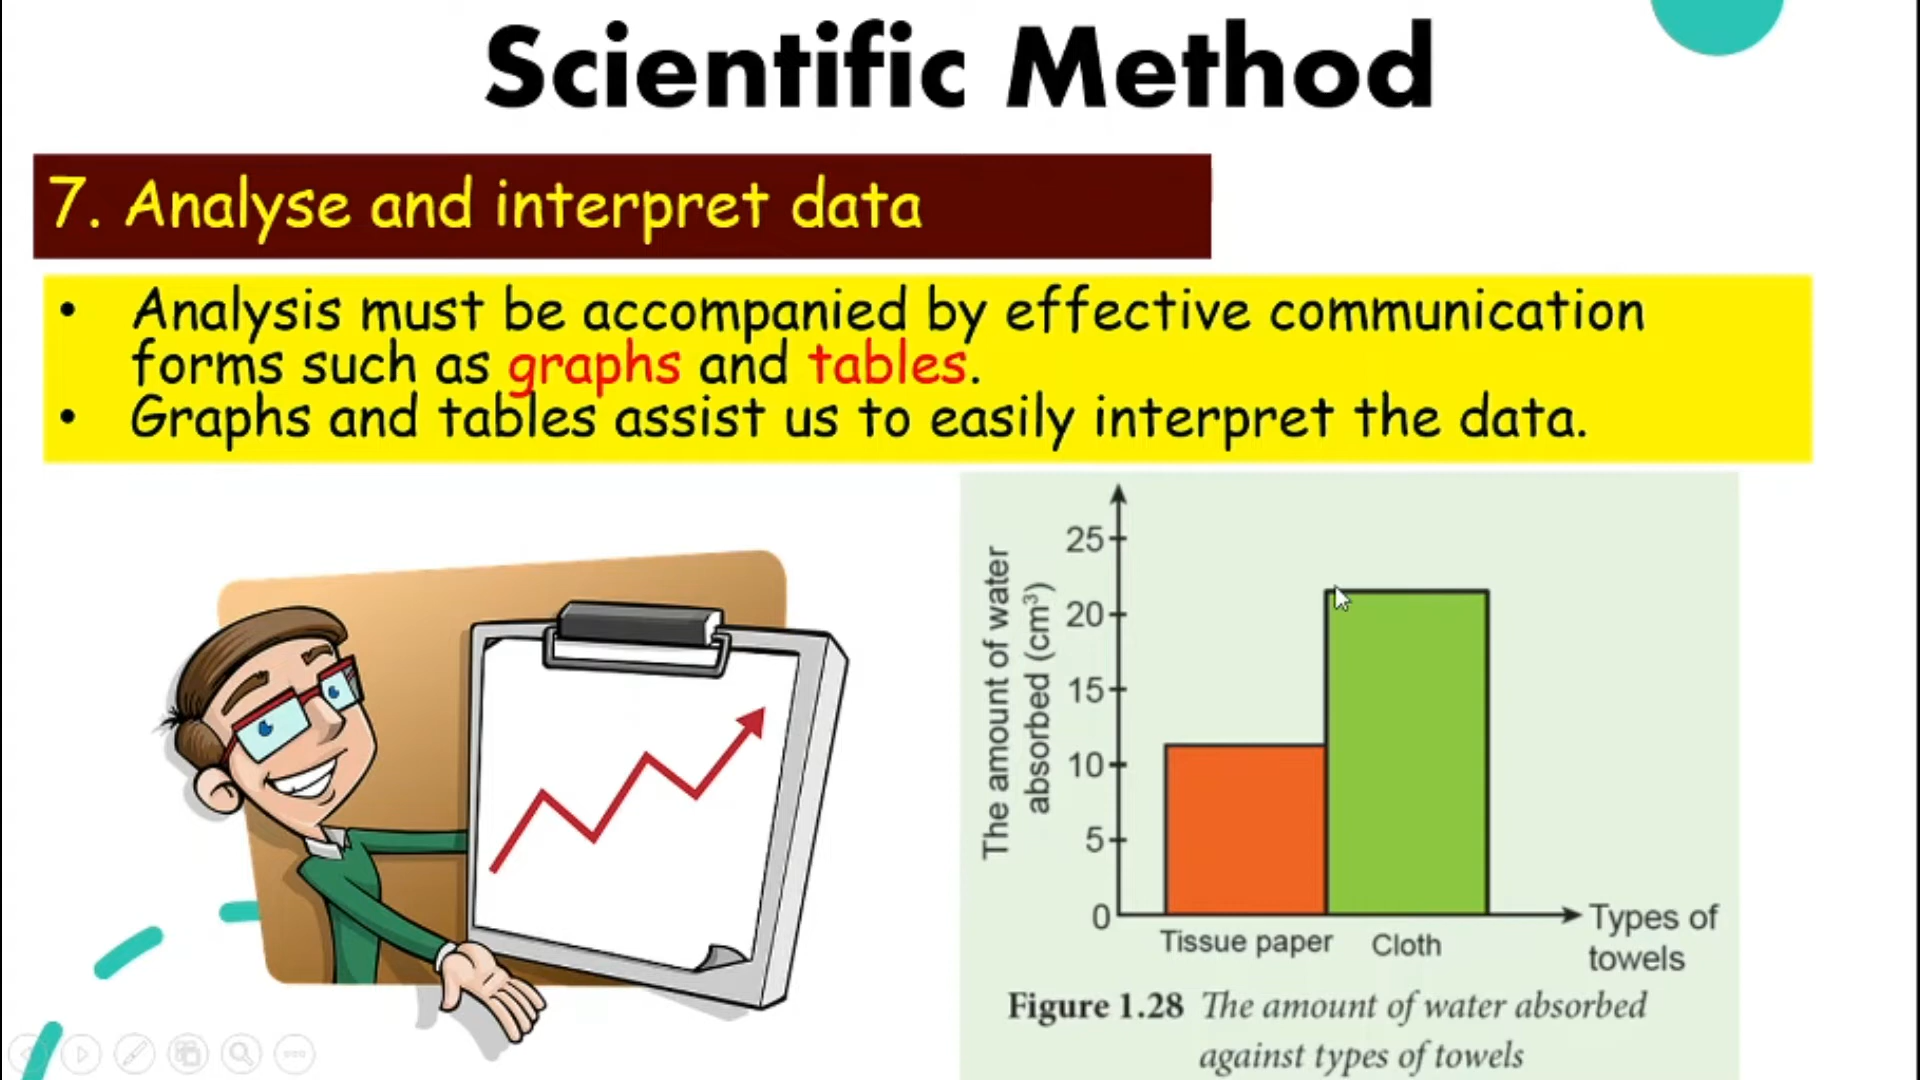 Scientific Method
7. Analyse and interpret data
• Analysis must be accompanied by effective communication
forms such as graphs and tables.
• Graphs and tables assist us to easily interpret the data.
The amount of water
absorbed (cm³)
25
20
15
10
5
0
Tissue paper
Cloth
Types of
towels
Figure 1.28 The amount of water absorbed
against types of towels